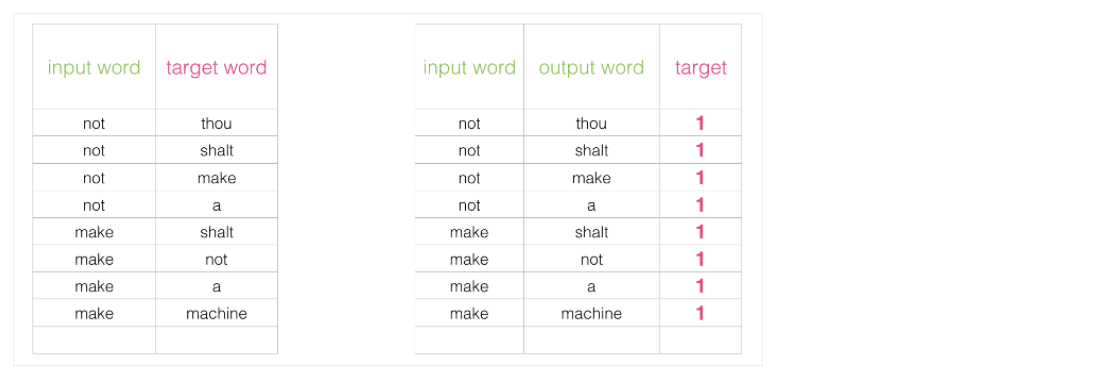 input word target word input word output word target
not thou not thou 1
not shalt not shalt 1
not make not make 1
not a not a 1
make shalt make shalt 1
make not make not 1
make a make a 1
make machine make machine 1